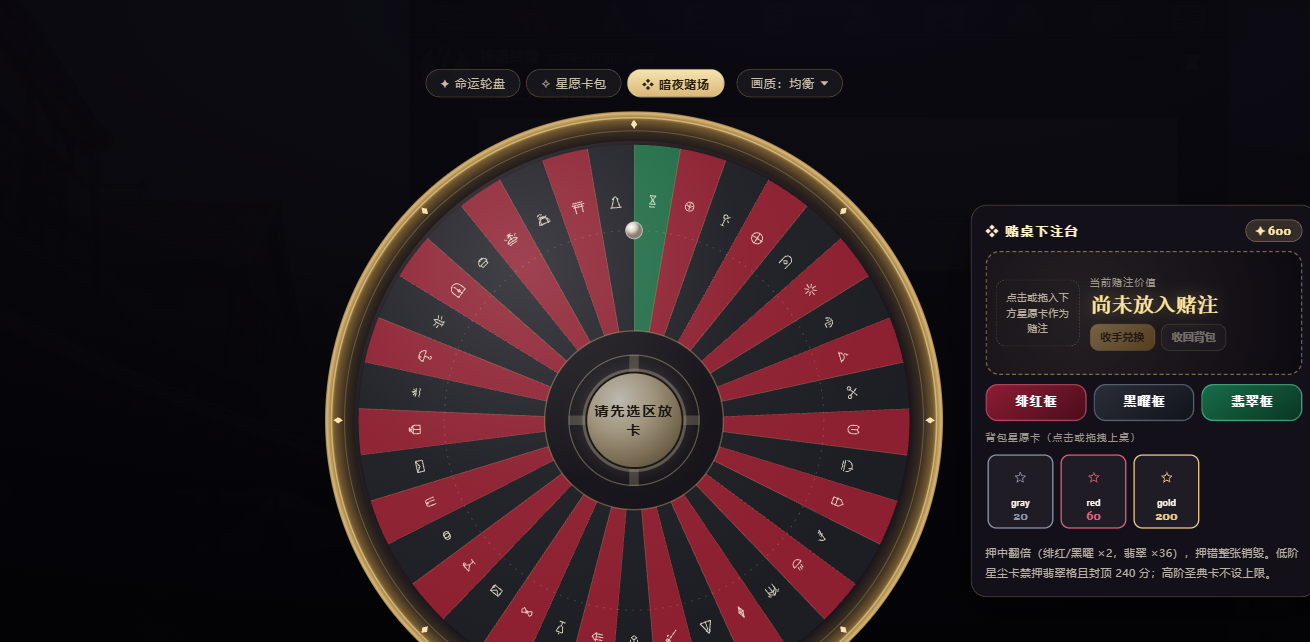 命运轮盘
星愿卡包
暗夜赌场
画质：均衡
赌桌下注台
600
点击或拖入下
方星愿卡作为
赌注
当前赌注价值
尚未放入赌注
收手兑换
收回背包
绯红框
黑曜框
翡翠框
背包星愿卡（点击或拖拽上桌）
gray
20
red
60
gold
200
押中翻倍（绯红/黑曜 ×2，翡翠 ×36），押错整张销毁。低阶
星尘卡禁押翡翠格且封顶 240 分；高阶圣典卡不设上限。
请先选区放
卡